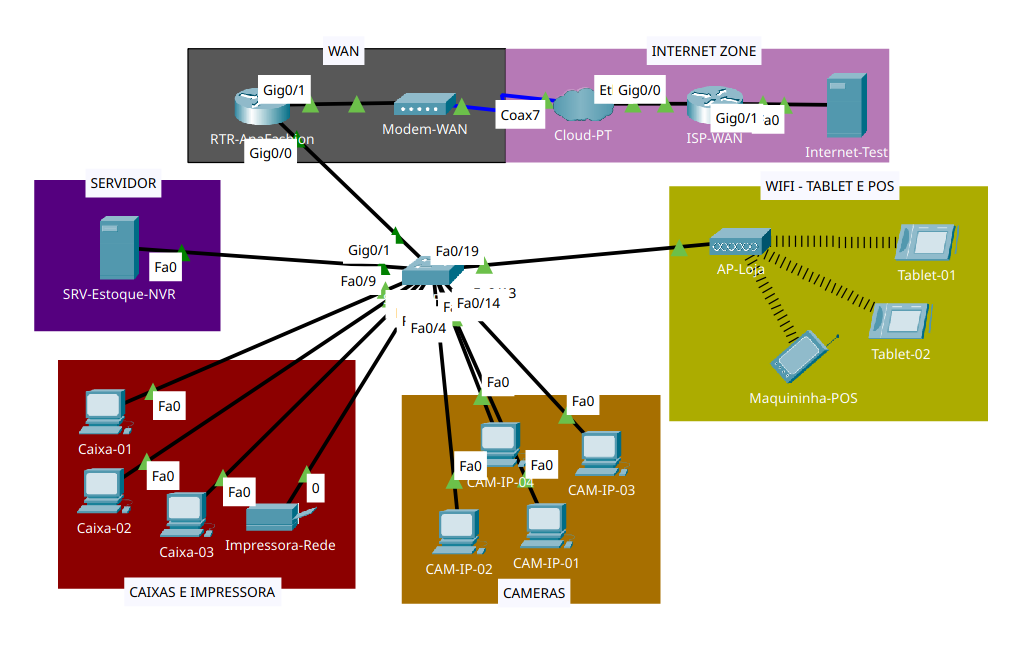 WAN
INTERNET ZONE
Gig0/1
RTR-AnaFashion
Gig0/0
Modem-WAN
Coax7
Cloud-PT
Gig0/0
ISP-WAN
Gig0/1
Internet-Test
SERVIDOR
Fa0
SRV-Estoque-NVR
Gig0/1
Fa0/19
Fa0/9
Fa0/14
Fa0/4
WIFI - TABLET E POS
AP-Loja
Tablet-01
Tablet-02
Maquininha-POS
Caixa-01
Fa0
Caixa-02
Fa0
Caixa-03
Fa0
Impressora-Rede
0
CAIXAS E IMPRESSORA
Fa0
Fa0
Fa0
Fa0
CAM-IP-04
CAM-IP-03
CAM-IP-02
CAM-IP-01
CAMERAS